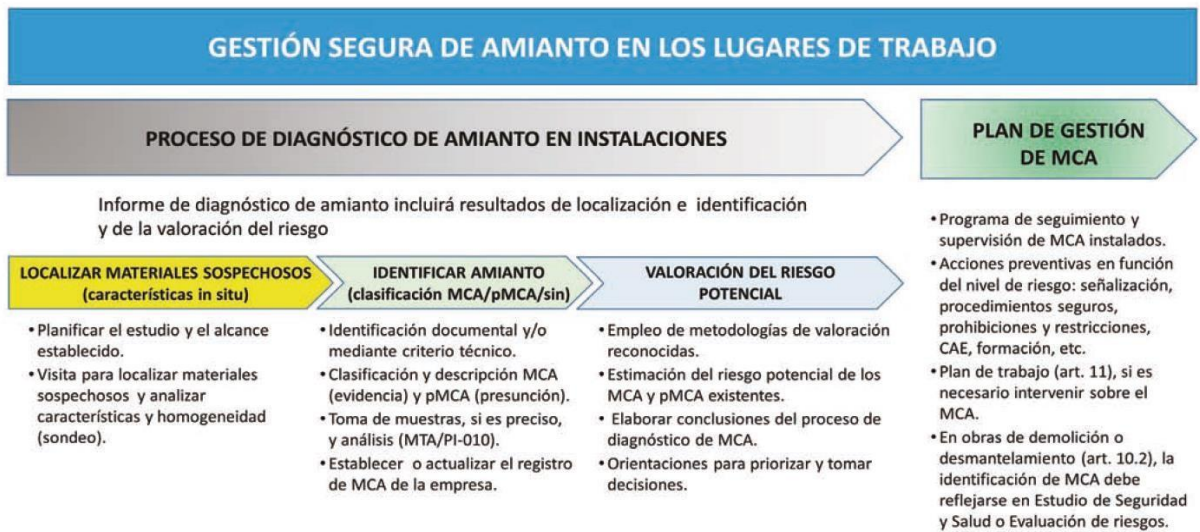 GESTIÓN SEGURA DE AMIANTO EN LOS LUGARES DE TRABAJO
PROCESO DE DIAGNÓSTICO DE AMIANTO EN INSTALACIONES
Informe de diagnóstico de amianto incluirá resultados de localización e identificación
y de la valoración del riesgo
LOCALIZAR MATERIALES SOSPECHOSOS
(características in situ)
• Planificar el estudio y el alcance
establecido.
• Visita para localizar materiales
sospechosos y analizar
características y homogeneidad
(sondeo).
IDENTIFICAR AMIANTO
(clasificación MCA/pMCA/sin)
• Identificación documental y/o
mediante criterio técnico.
• Clasificación y descripción MCA
(evidencia) y pMCA (presunción).
• Toma de muestras, si es preciso,
y análisis (MTA/PI-010).
• Establecer o actualizar el registro
de MCA de la empresa.
VALORACIÓN DEL RIESGO
POTENCIAL
• Empleo de metodologías de valoración
reconocidas.
• Estimación del riesgo potencial de los
MCA y pMCA existentes.
• Elaborar conclusiones del proceso de
diagnóstico de MCA.
• Orientaciones para priorizar y tomar
decisiones.
PLAN DE GESTIÓN
DE MCA
• Programa de seguimiento y
supervisión de MCA instalados.
• Acciones preventivas en función
del nivel de riesgo: señalización,
procedimientos seguros,
prohibiciones y restricciones,
CAE, formación, etc.
• Plan de trabajo (art. 11), si es
necesario intervenir sobre el
MCA.
• En obras de demolición o
desmantelamiento (art. 10.2), la
identificación de MCA debe
reflejarse en Estudio de Seguridad
y Salud o Evaluación de riesgos.